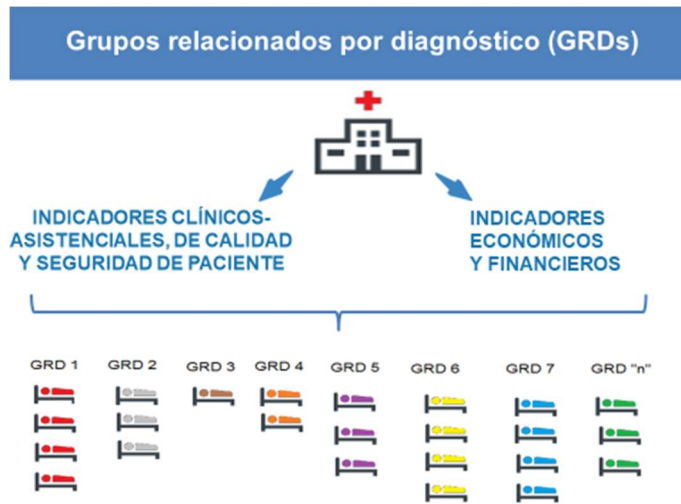 Grupos relacionados por diagnóstico (GRDs)
INDICADORES CLÍNICOS-
ASISTENCIALES, DE CALIDAD
Y SEGURIDAD DE PACIENTE
INDICADORES
ECONÓMICOS
Y FINANCIEROS
GRD 1
GRD 2
GRD 3
GRD 4
GRD 5
GRD 6
GRD 7
GRD "n"